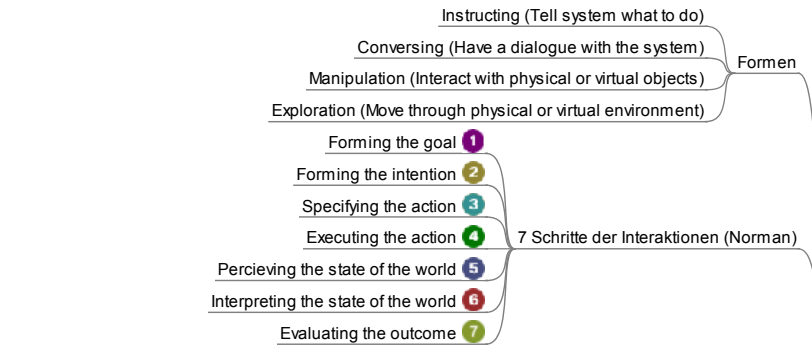 Instructing (Tell system what to do)
Conversing (Have a dialogue with the system)
Manipulation (Interact with physical or virtual objects)
Exploration (Move through physical or virtual environment)
Formen
Forming the goal 1
Forming the intention 2
Specifying the action 3
Executing the action 4
Percieving the state of the world 5
Interpreting the state of the world 6
Evaluating the outcome 7
7 Schritte der Interaktionen (Norman)